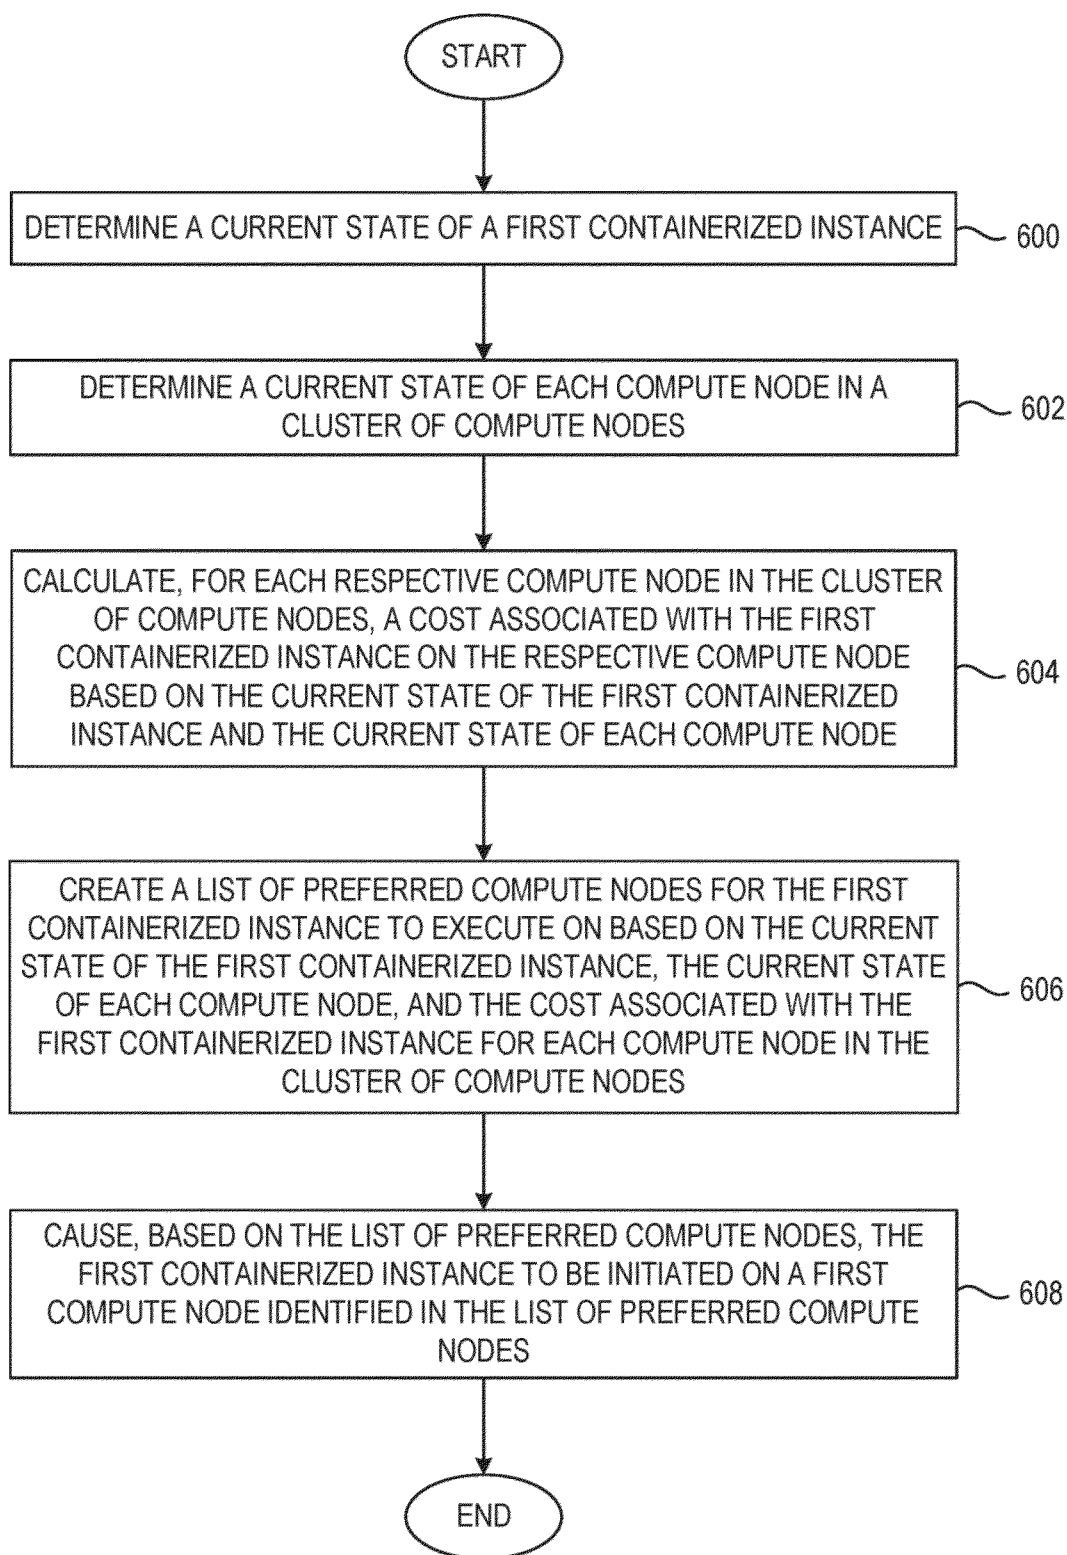 START
DETERMINE A CURRENT STATE OF A FIRST CONTAINERIZED INSTANCE
600
DETERMINE A CURRENT STATE OF EACH COMPUTE NODE IN A
CLUSTER OF COMPUTE NODES
602
CALCULATE, FOR EACH RESPECTIVE COMPUTE NODE IN THE CLUSTER
OF COMPUTE NODES, A COST ASSOCIATED WITH THE FIRST
CONTAINERIZED INSTANCE ON THE RESPECTIVE COMPUTE NODE
BASED ON THE CURRENT STATE OF THE FIRST CONTAINERIZED
INSTANCE AND THE CURRENT STATE OF EACH COMPUTE NODE
604
CREATE A LIST OF PREFERRED COMPUTE NODES FOR THE FIRST
CONTAINERIZED INSTANCE TO EXECUTE ON BASED ON THE CURRENT
STATE OF THE FIRST CONTAINERIZED INSTANCE, THE CURRENT STATE
OF EACH COMPUTE NODE, AND THE COST ASSOCIATED WITH THE
FIRST CONTAINERIZED INSTANCE FOR EACH COMPUTE NODE IN THE
CLUSTER OF COMPUTE NODES
606
CAUSE, BASED ON THE LIST OF PREFERRED COMPUTE NODES, THE
FIRST CONTAINERIZED INSTANCE TO BE INITIATED ON A FIRST
COMPUTE NODE IDENTIFIED IN THE LIST OF PREFERRED COMPUTE
NODES
608
END